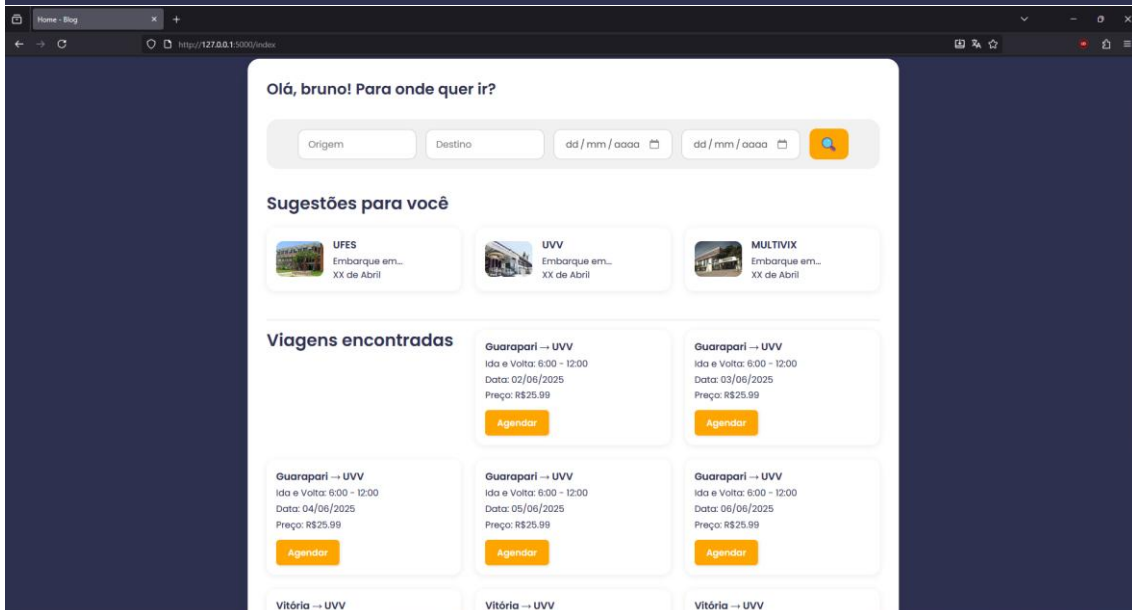 Home - Blog
http://127.0.0.1:5000/index
Olá, bruno! Para onde quer ir?
Origem
Destino
dd / mm / aaaa
dd / mm / aaaa
Sugestões para você
UFES
Embarque em...
XX de Abril
UVV
Embarque em...
XX de Abril
MULTIVIX
Embarque em...
XX de Abril
Viagens encontradas
Guarapari → UVV
Ida e Volta: 6:00 - 12:00
Data: 02/06/2025
Preço: R$25.99
Agendar
Guarapari → UVV
Ida e Volta: 6:00 - 12:00
Data: 03/06/2025
Preço: R$25.99
Agendar
Guarapari → UVV
Ida e Volta: 6:00 - 12:00
Data: 04/06/2025
Preço: R$25.99
Agendar
Guarapari → UVV
Ida e Volta: 6:00 - 12:00
Data: 05/06/2025
Preço: R$25.99
Agendar
Guarapari → UVV
Ida e Volta: 6:00 - 12:00
Data: 06/06/2025
Preço: R$25.99
Agendar
Vitória → UVV
Vitória → UVV
Vitória → UVV